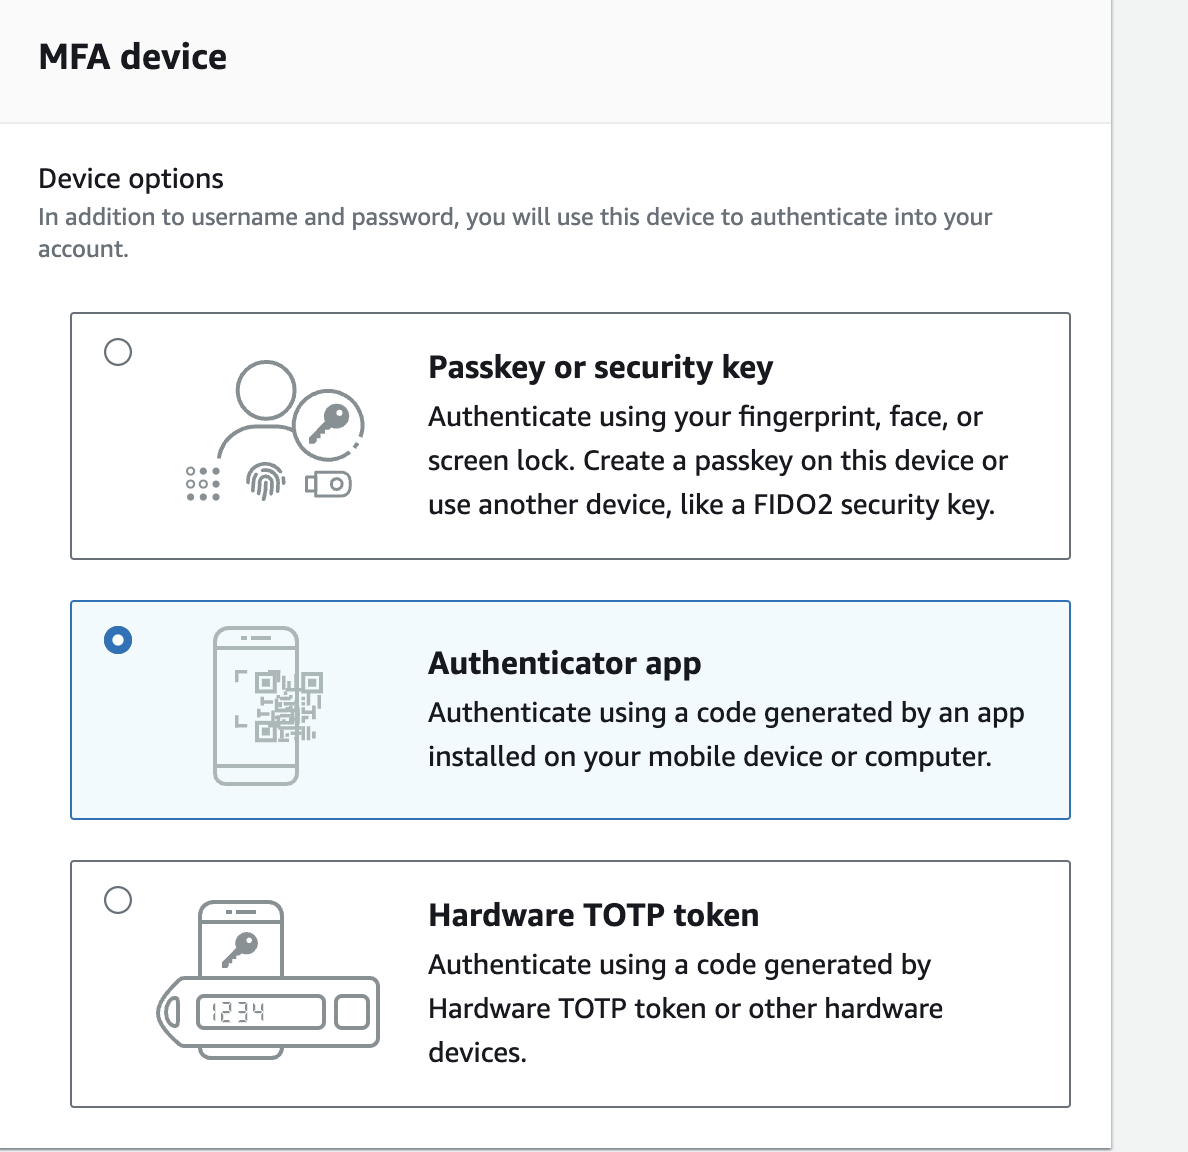 MFA device
Device options
In addition to username and password, you will use this device to authenticate into your
account.
Passkey or security key
Authenticate using your fingerprint, face, or
screen lock. Create a passkey on this device or
use another device, like a FIDO2 security key.
Authenticator app
Authenticate using a code generated by an app
installed on your mobile device or computer.
Hardware TOTP token
Authenticate using a code generated by
Hardware TOTP token or other hardware
devices.
1234